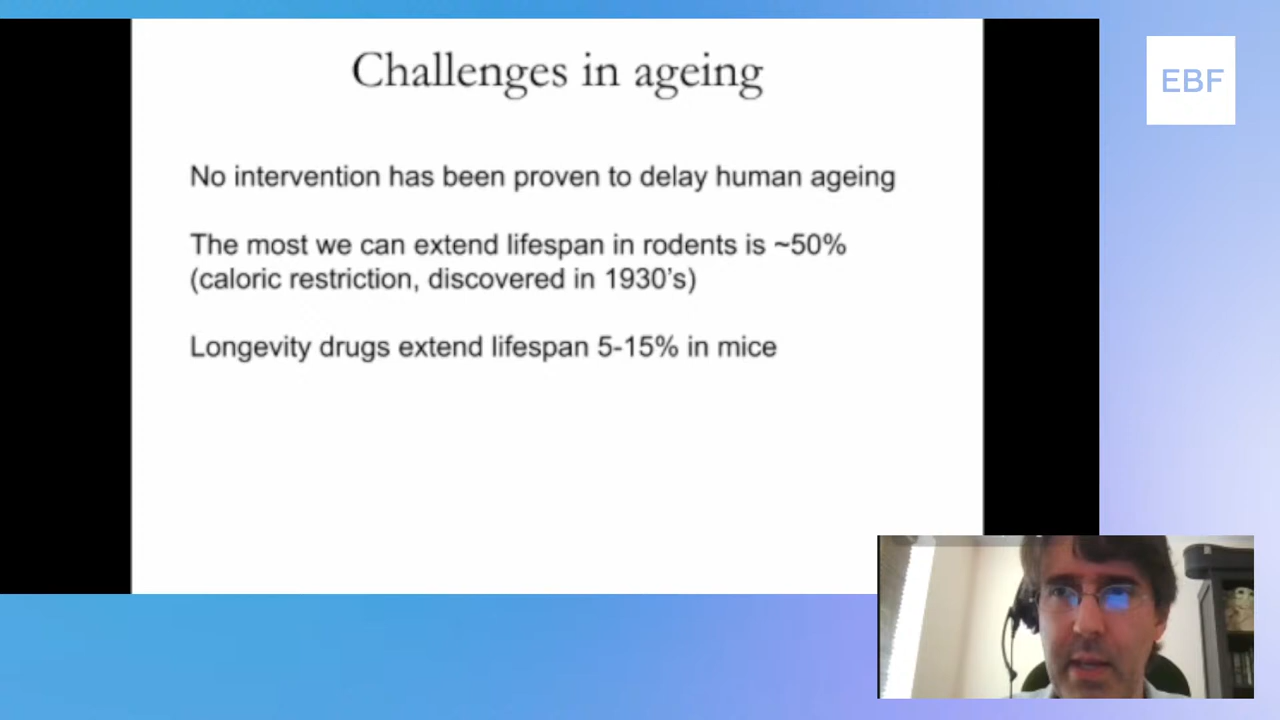 Challenges in ageing
EBF
No intervention has been proven to delay human ageing
The most we can extend lifespan in rodents is ~50%
(caloric restriction, discovered in 1930's)
Longevity drugs extend lifespan 5-15% in mice